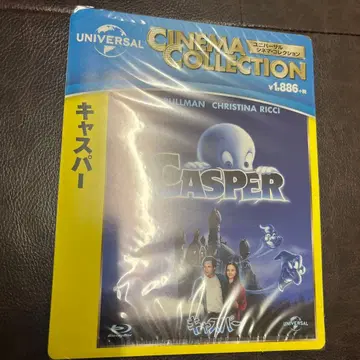 UNIVERSAL
CINEMA
COLLECTION
ユニバーサル
シネマ・コレクション
¥1,886+税
キャスパー
PULLMAN CHRISTINA RICCI
CASPER
キャスパー
UNIVERSAL